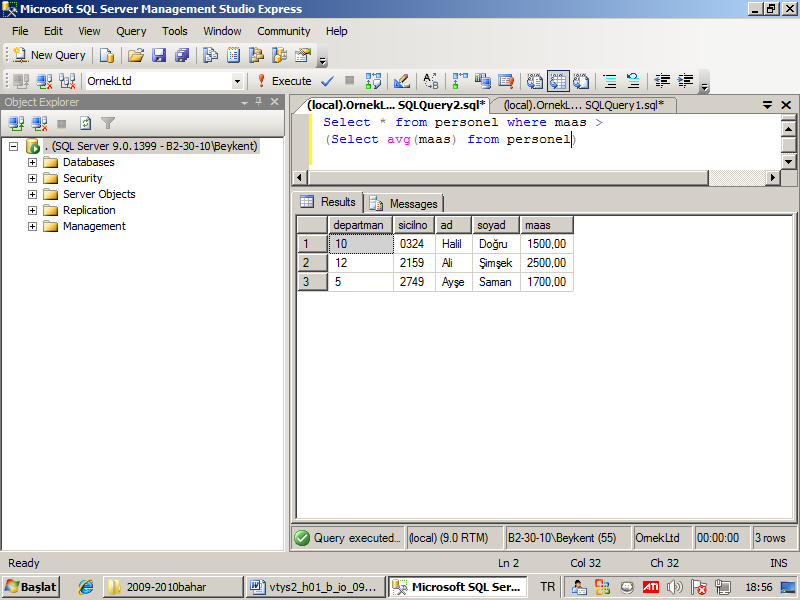 Microsoft SQL Server Management Studio Express
File Edit View Query Tools Window Community Help
New Query
OrnekLtd Execute
Object Explorer
(local).OrnekL... SQLQuery2.sql* (local).OrnekL... SQLQuery1.sql*
. (SQL Server 9.0.1399 - B2-30-10\Beykent)
Databases
Security
Server Objects
Replication
Management
Select * from personel where maas >
(Select avg(maas) from personel)
Results Messages
departman sicilno ad soyad maas
1 10 0324 Halil Doğru 1500,00
2 12 2159 Ali Şimşek 2500,00
3 5 2749 Ayşe Saman 1700,00
Query executed... (local) (9.0 RTM) B2-30-10\Beykent (55) OrnekLtd 00:00:00 3 rows
Ready Ln 2 Col 32 Ch 32 INS
Başlat 2009-2010bahar vtys2_h01_b_io_09... Microsoft SQL Ser... TR ATI 18:56